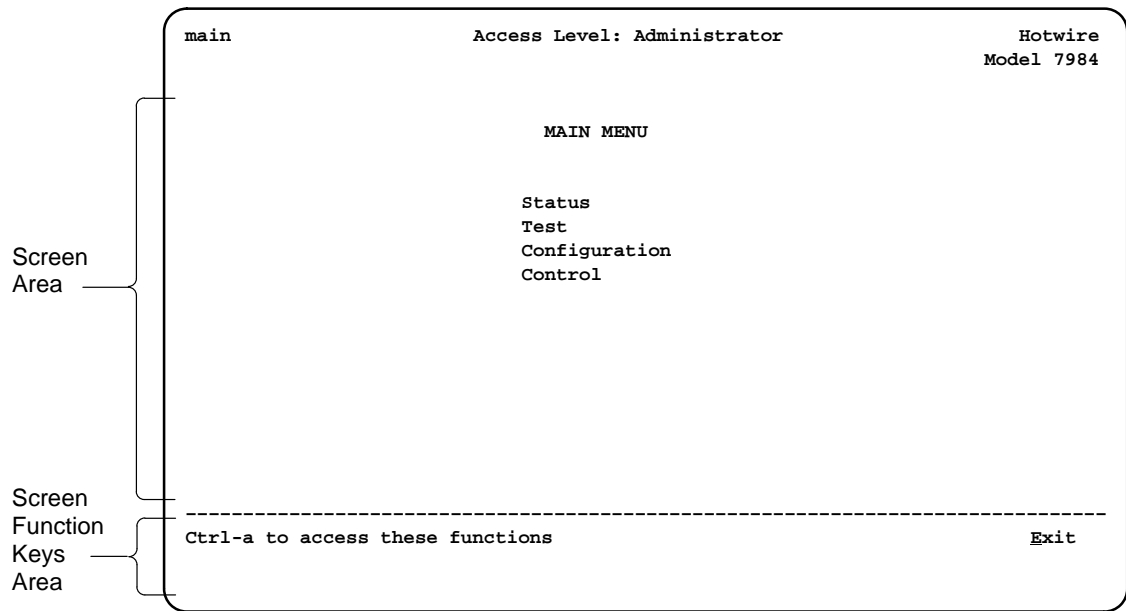 main Access Level: Administrator Hotwire
Model 7984
MAIN MENU
Status
Test
Configuration
Control
Screen
Area
Screen
Function
Keys
Area
Ctrl-a to access these functions Exit